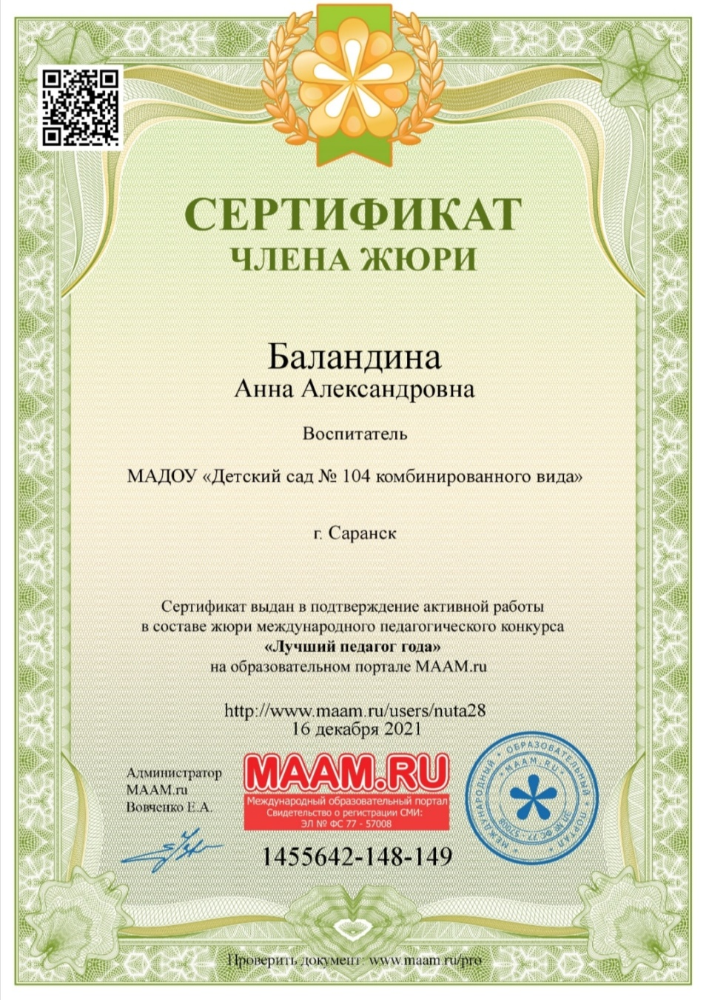 СЕРТИФИКАТ
ЧЛЕНА ЖЮРИ
Баландина
Анна Александровна
Воспитатель
МАДОУ «Детский сад № 104 комбинированного вида»
г. Саранск
Сертификат выдан в подтверждение активной работы
в составе жюри международного педагогического конкурса
«Лучший педагог года»
на образовательном портале MAAM.ru
http://www.maam.ru/users/nuta28
16 декабря 2021
Администратор
MAAM.ru
Вовченко Е.А.
MAAM.RU
Международный образовательный портал
Свидетельство о регистрации СМИ:
ЭЛ № ФС 77 - 57008
1455642-148-149
МЕЖДУНАРОДНЫЙ * ОБРАЗОВАТЕЛЬНЫЙ * ПОРТАЛ *
* MAAM.RU *
ЭЛ № ФС 77 - 57008
Проверить документ: www.maam.ru/pro